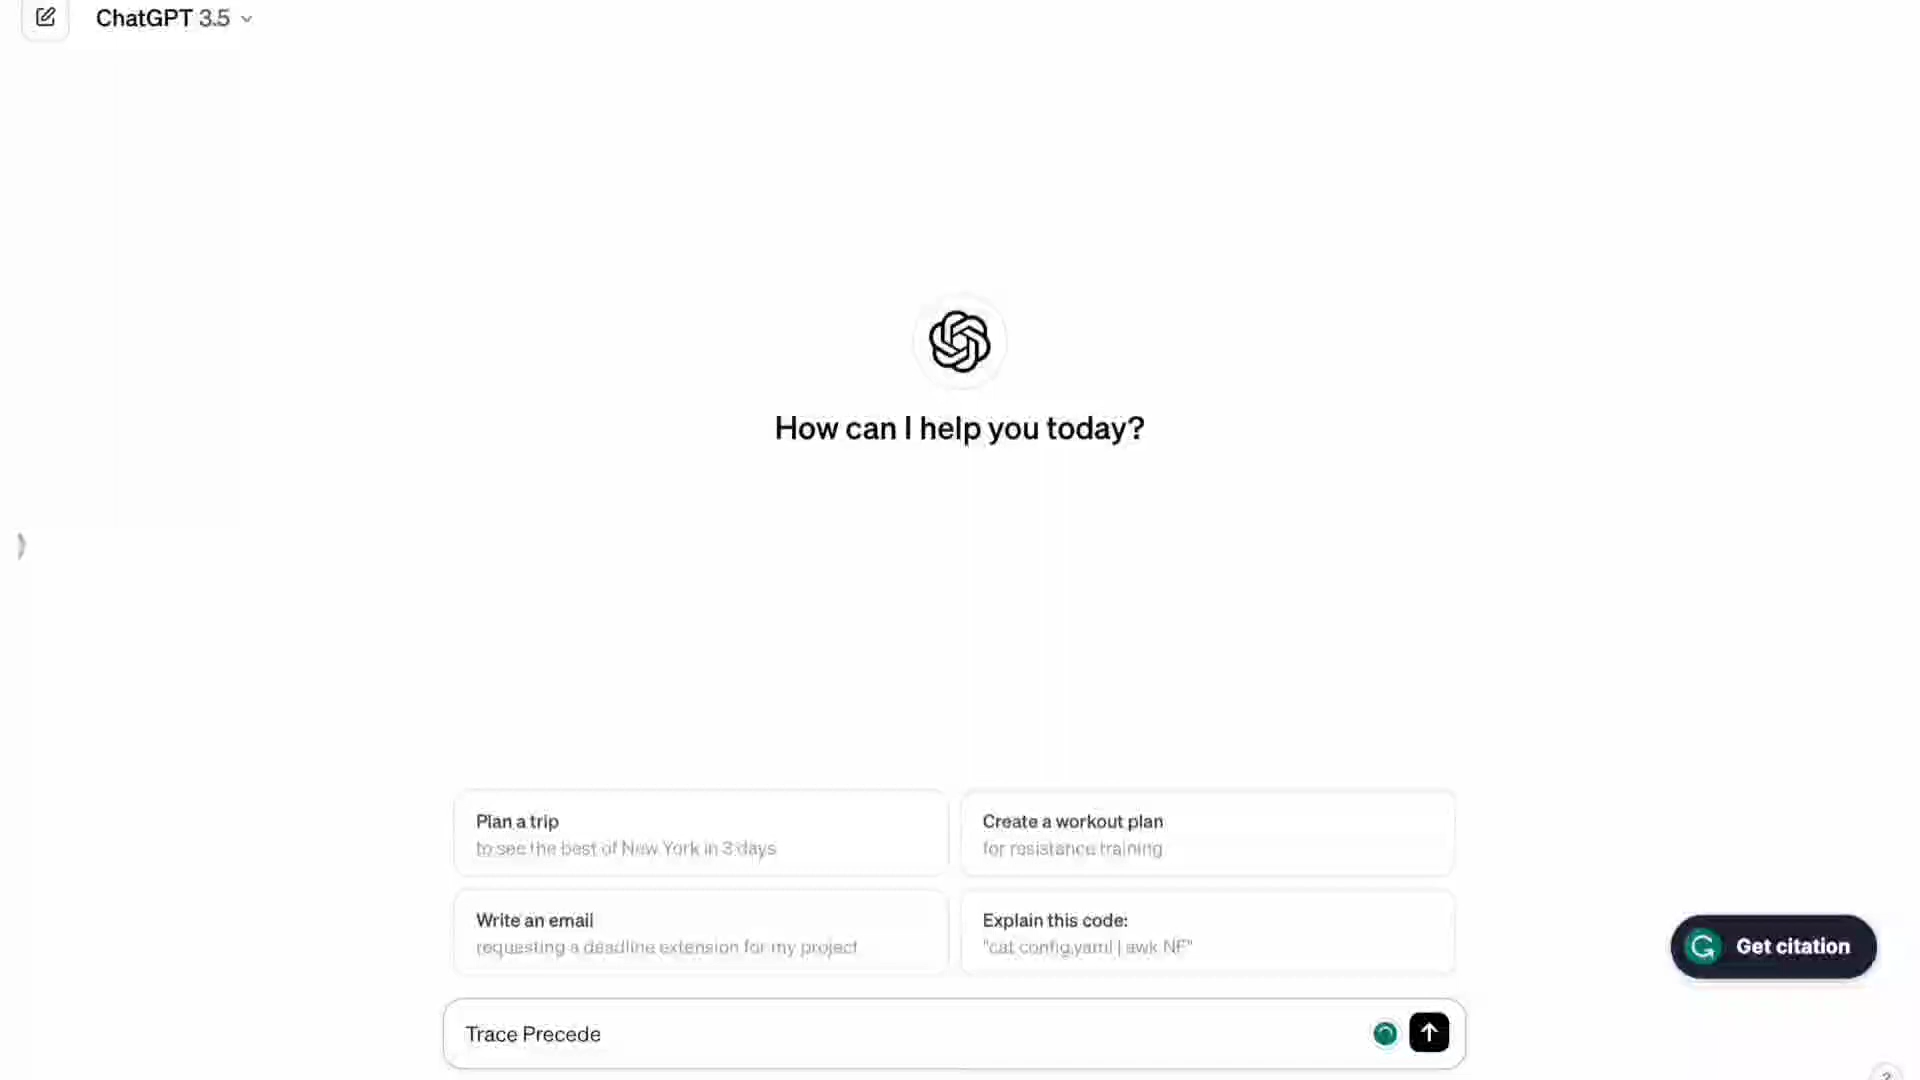 ChatGPT 3.5
How can I help you today?
Plan a trip
to see the best of New York in 3 days
Create a workout plan
for resistance training
Write an email
requesting a deadline extension for my project
Explain this code:
"cat config.yaml | awk NF"
Get citation
Trace Precede
?